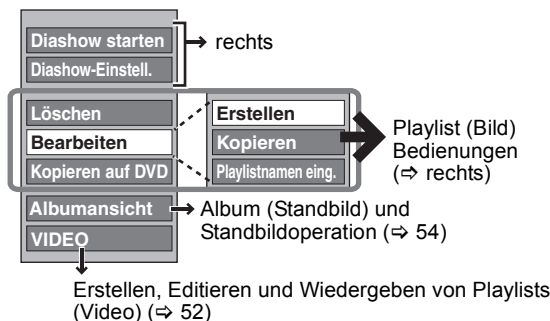 Diashow starten
rechts
Diashow-Einstell.
Löschen
Bearbeiten
Kopieren auf DVD
Erstellen
Kopieren
Playlistnamen eing.
Playlist (Bild)
Bedienungen
(⇨ rechts)
Albumansicht
Album (Standbild) und
Standbildoperation (⇨ 54)
VIDEO
Erstellen, Editieren und Wiedergeben von Playlists
(Video) (⇨ 52)